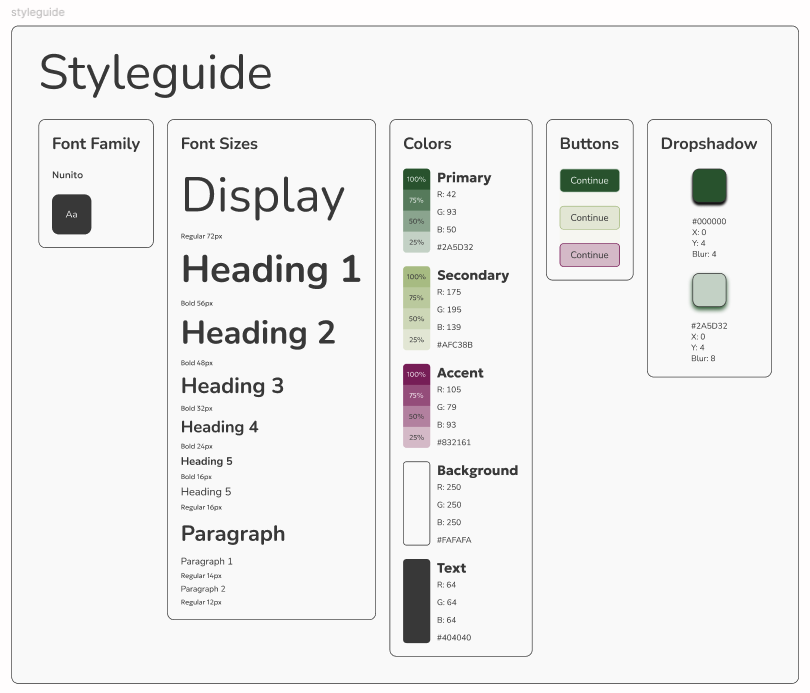 styleguide
Styleguide
Font Family
Nunito
Aa
Font Sizes
Display
Regular 72px
Heading 1
Bold 56px
Heading 2
Bold 48px
Heading 3
Bold 32px
Heading 4
Bold 24px
Heading 5
Bold 16px
Heading 5
Regular 16px
Paragraph
Paragraph 1
Regular 14px
Paragraph 2
Regular 12px
Colors
100%
75%
50%
25%
Primary
R: 42
G: 93
B: 50
#2A5D32
100%
75%
50%
25%
Secondary
R: 175
G: 195
B: 139
#AFC38B
100%
75%
50%
25%
Accent
R: 105
G: 79
B: 93
#832161
Background
R: 250
G: 250
B: 250
#FAFAFA
Text
R: 64
G: 64
B: 64
#404040
Buttons
Continue
Continue
Continue
Dropshadow
#000000
X: 0
Y: 4
Blur: 4
#2A5D32
X: 0
Y: 4
Blur: 8